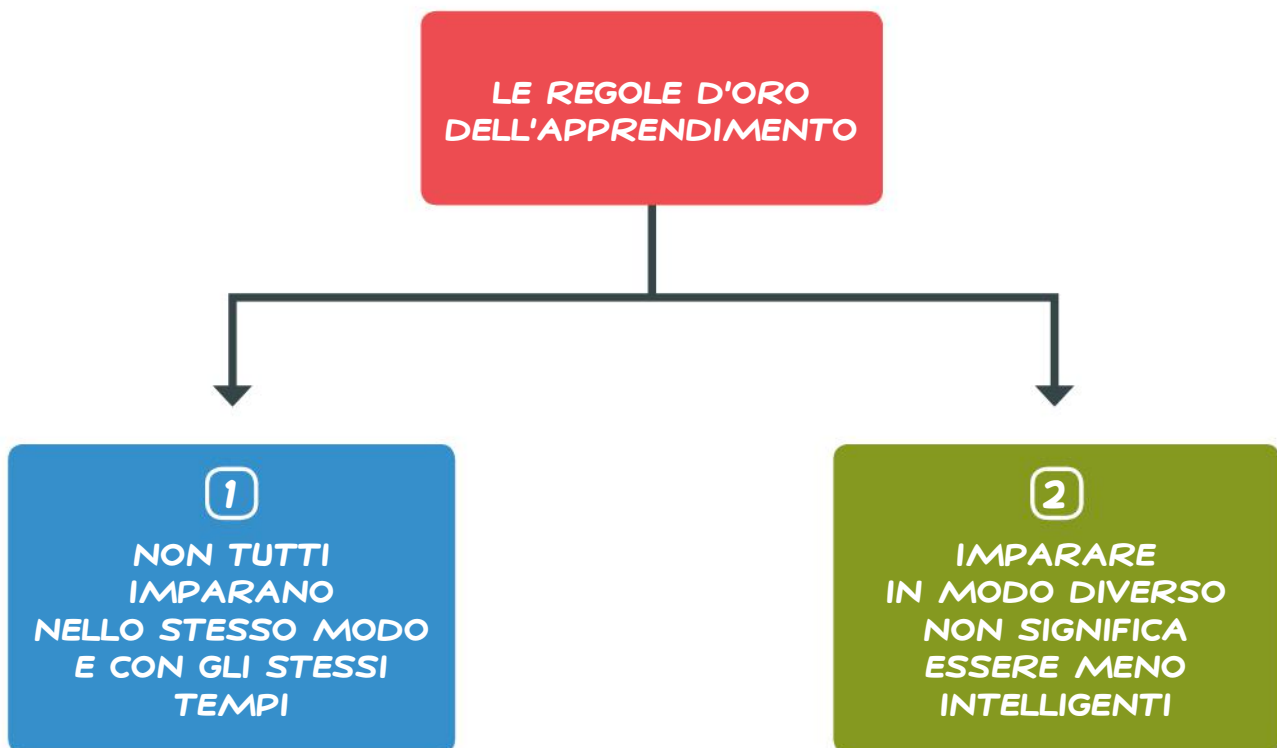 LE REGOLE D'ORO
DELL'APPRENDIMENTO
1
NON TUTTI
IMPARANO
NELLO STESSO MODO
E CON GLI STESSI
TEMPI
2
IMPARARE
IN MODO DIVERSO
NON SIGNIFICA
ESSERE MENO
INTELLIGENTI